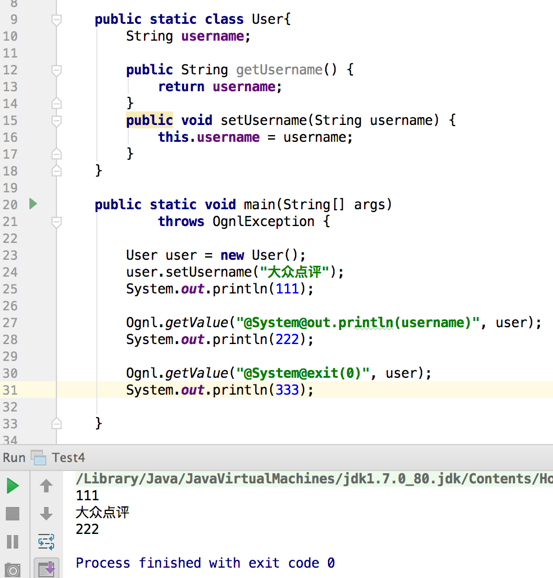 8
9 public static class User{
10 String username;
11
12 public String getUsername() {
13 return username;
14 }
15 public void setUsername(String username) {
16 this.username = username;
17 }
18 }
19
20 public static void main(String[] args)
21 throws OgnlException {
22
23 User user = new User();
24 user.setUsername("大众点评");
25 System.out.println(111);
26
27 Ognl.getValue("@System@out.println(username)", user);
28 System.out.println(222);
29
30 Ognl.getValue("@System@exit(0)", user);
31 System.out.println(333);
32
33 }
34
Run Test4
/Library/Java/JavaVirtualMachines/jdk1.7.0_80.jdk/Contents/Ho
111
大众点评
222
Process finished with exit code 0